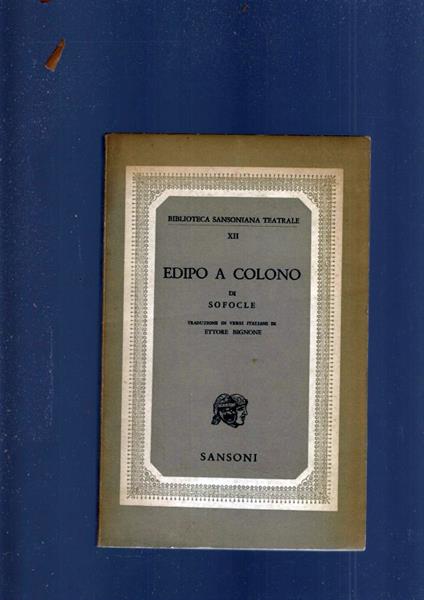 BIBLIOTECA SANSONIANA TEATRALE
XII
EDIPO A COLONO
DI
SOFOCLE
TRADUZIONE IN VERSI ITALIANI DI
ETTORE BIGNONE
SANSONI